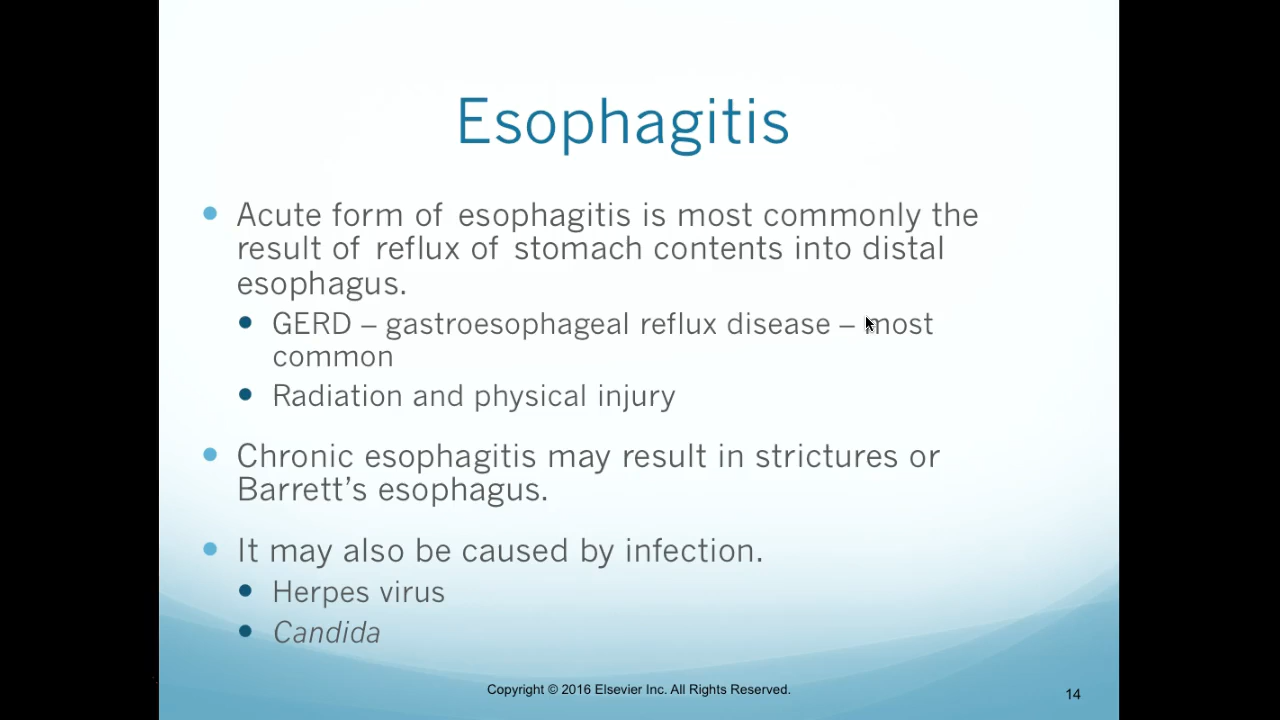 Esophagitis
Acute form of esophagitis is most commonly the
result of reflux of stomach contents into distal
esophagus.
GERD – gastroesophageal reflux disease – most
common
Radiation and physical injury
Chronic esophagitis may result in strictures or
Barrett’s esophagus.
It may also be caused by infection.
Herpes virus
Candida
Copyright © 2016 Elsevier Inc. All Rights Reserved.
14